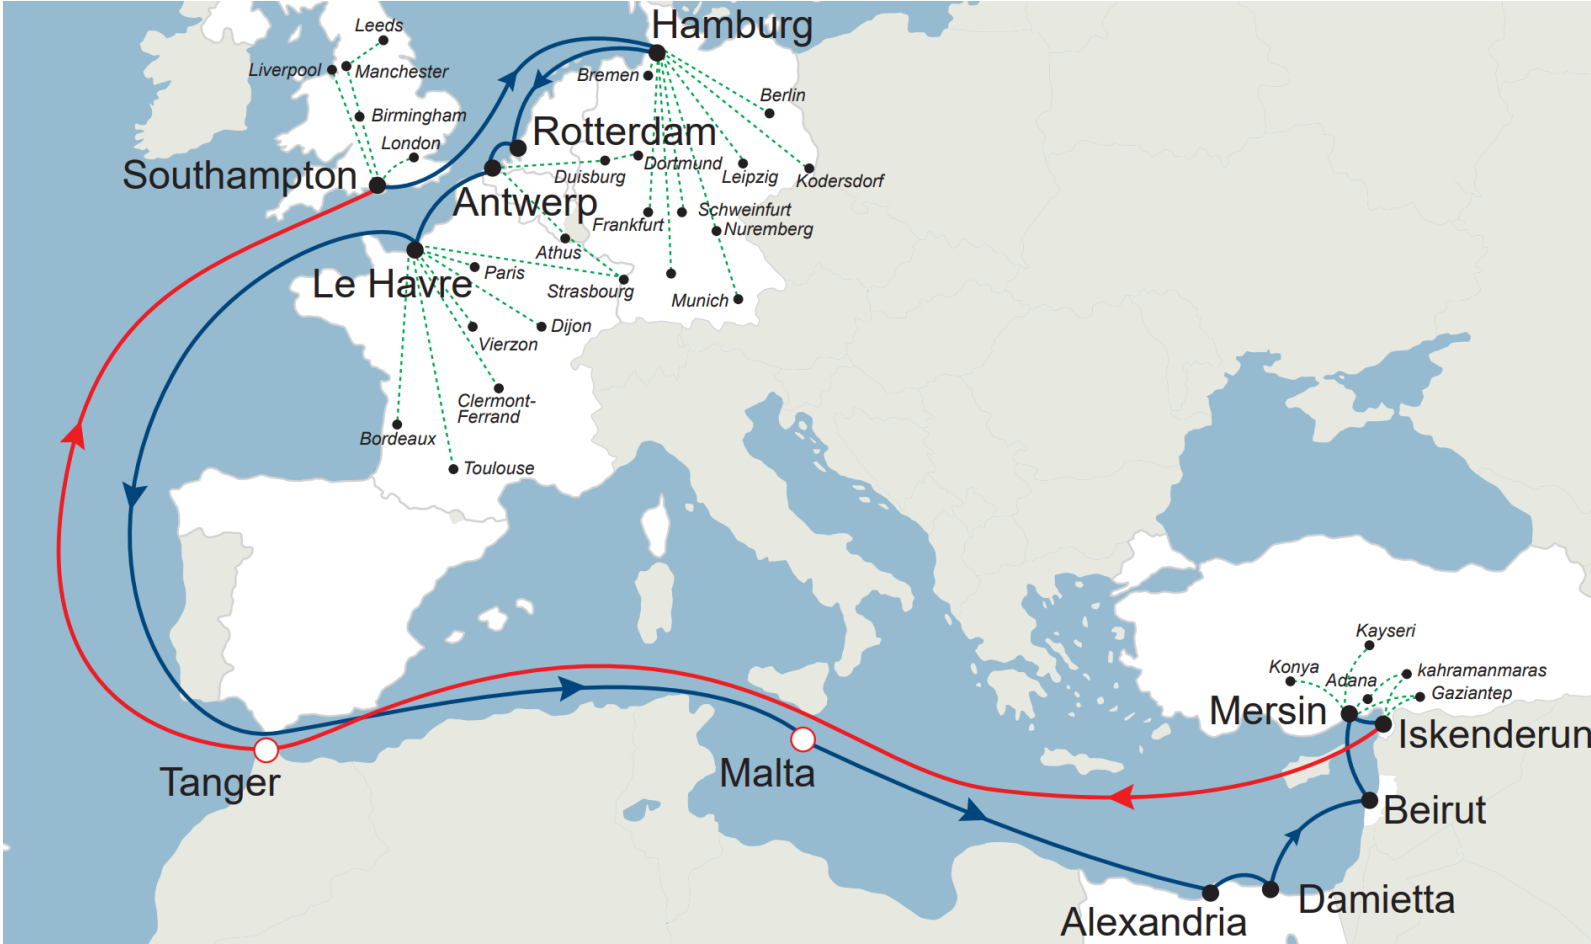 Leeds
Hamburg
Liverpool
Manchester
Bremen
Berlin
Birmingham
Rotterdam
London
Dortmund
Southampton
Duisburg
Leipzig
Kodersdorf
Antwerp
Schweinfurt
Frankfurt
Nuremberg
Athus
Paris
Le Havre
Strasbourg
Munich
Dijon
Vierzon
Clermont-
Ferrand
Bordeaux
Toulouse
Kayseri
Konya
Adana
kahramanmaras
Gaziantep
Mersin
Iskenderun
Tanger
Malta
Beirut
Damietta
Alexandria